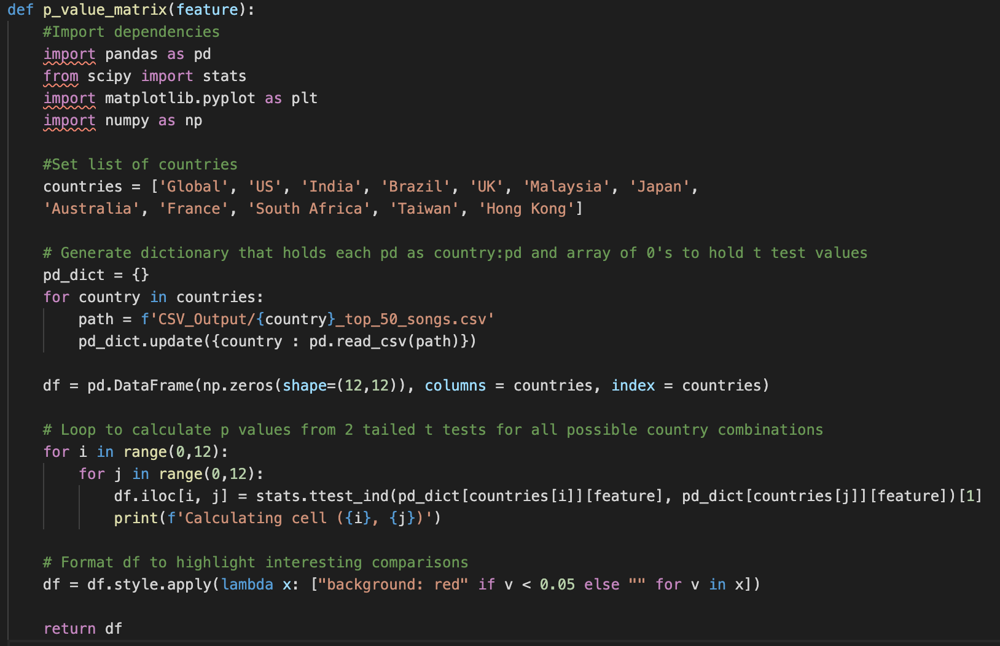 def p_value_matrix(feature):
    #Import dependencies
    import pandas as pd
    from scipy import stats
    import matplotlib.pyplot as plt
    import numpy as np

    #Set list of countries
    countries = ['Global', 'US', 'India', 'Brazil', 'UK', 'Malaysia', 'Japan',
    'Australia', 'France', 'South Africa', 'Taiwan', 'Hong Kong']

    # Generate dictionary that holds each pd as country:pd and array of 0's to hold t test values
    pd_dict = {}
    for country in countries:
        path = f'CSV_Output/{country}_top_50_songs.csv'
        pd_dict.update({country : pd.read_csv(path)})

    df = pd.DataFrame(np.zeros(shape=(12,12)), columns = countries, index = countries)

    # Loop to calculate p values from 2 tailed t tests for all possible country combinations
    for i in range(0,12):
        for j in range(0,12):
            df.iloc[i, j] = stats.ttest_ind(pd_dict[countries[i]][feature], pd_dict[countries[j]][feature])[1]
            print(f'Calculating cell ({i}, {j})')

    # Format df to highlight interesting comparisons
    df = df.style.apply(lambda x: ["background: red" if v < 0.05 else "" for v in x])

    return df